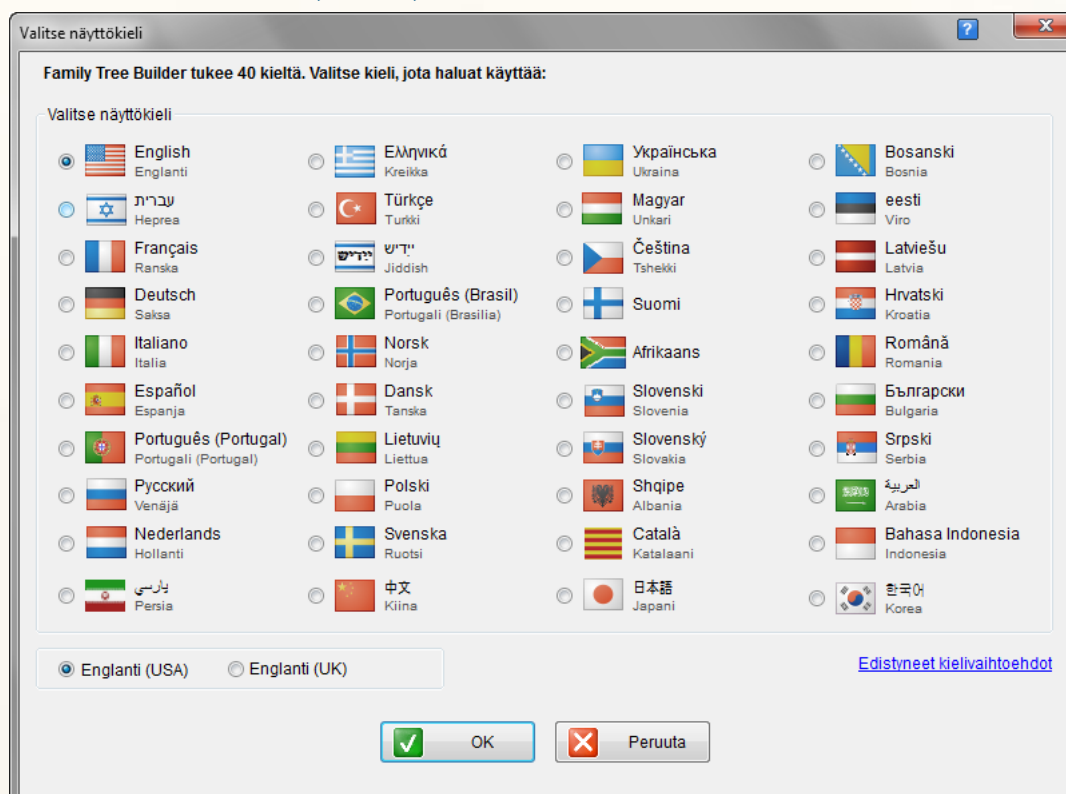 Valitse näyttökieli
Family Tree Builder tukee 40 kieltä. Valitse kieli, jota haluat käyttää:
Valitse näyttökieli
English
Englanti
עברית
Heprea
Français
Ranska
Deutsch
Saksa
Italiano
Italia
Español
Espanja
Português (Portugal)
Portugali (Portugal)
Русский
Venäjä
Nederlands
Hollanti
پارسي
Persia
Ελληνικά
Kreikka
Türkçe
Turkki
ייִדיש
ייִדיש
Jiddish
Português (Brasil)
Portugali (Brasilia)
Norsk
Norja
Dansk
Tanska
Lietuvių
Liettua
Polski
Puola
Svenska
Ruotsi
中文
Kiina
Українська
Ukraina
Magyar
Unkari
Čeština
Tshekki
Suomi
Afrikaans
Slovenski
Slovenia
Slovenský
Slovakia
Shqipe
Albania
Català
Katalaani
日本語
Japani
Bosanski
Bosnia
eesti
Viro
Latviešu
Latvia
Hrvatski
Kroatia
Română
Romania
Български
Bulgaria
Srpski
Serbia
العربية
Arabia
Bahasa Indonesia
Indonesia
한국어
Korea
Englanti (USA)
Englanti (UK)
Edistyneet kielivaihtoehdot
OK
Peruuta